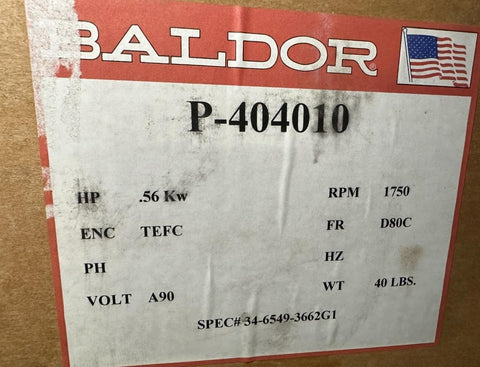 BALDOR
P-404010
HP .56 Kw RPM 1750
ENC TEFC FR D80C
PH HZ
VOLT A90 WT 40 LBS.
SPEC# 34-6549-3662G1